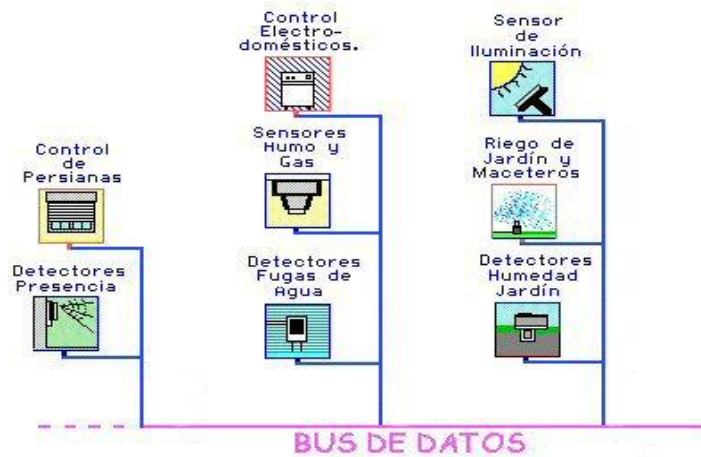 Control
Electro-
domésticos.
Sensor
de
Iluminación
Control
de
Persianas
Sensores
Humo y
Gas
Riego de
Jardín y
Maceteros
Detectores
Presencia
Detectores
Fugas de
Agua
Detectores
Humedad
Jardín
BUS DE DATOS